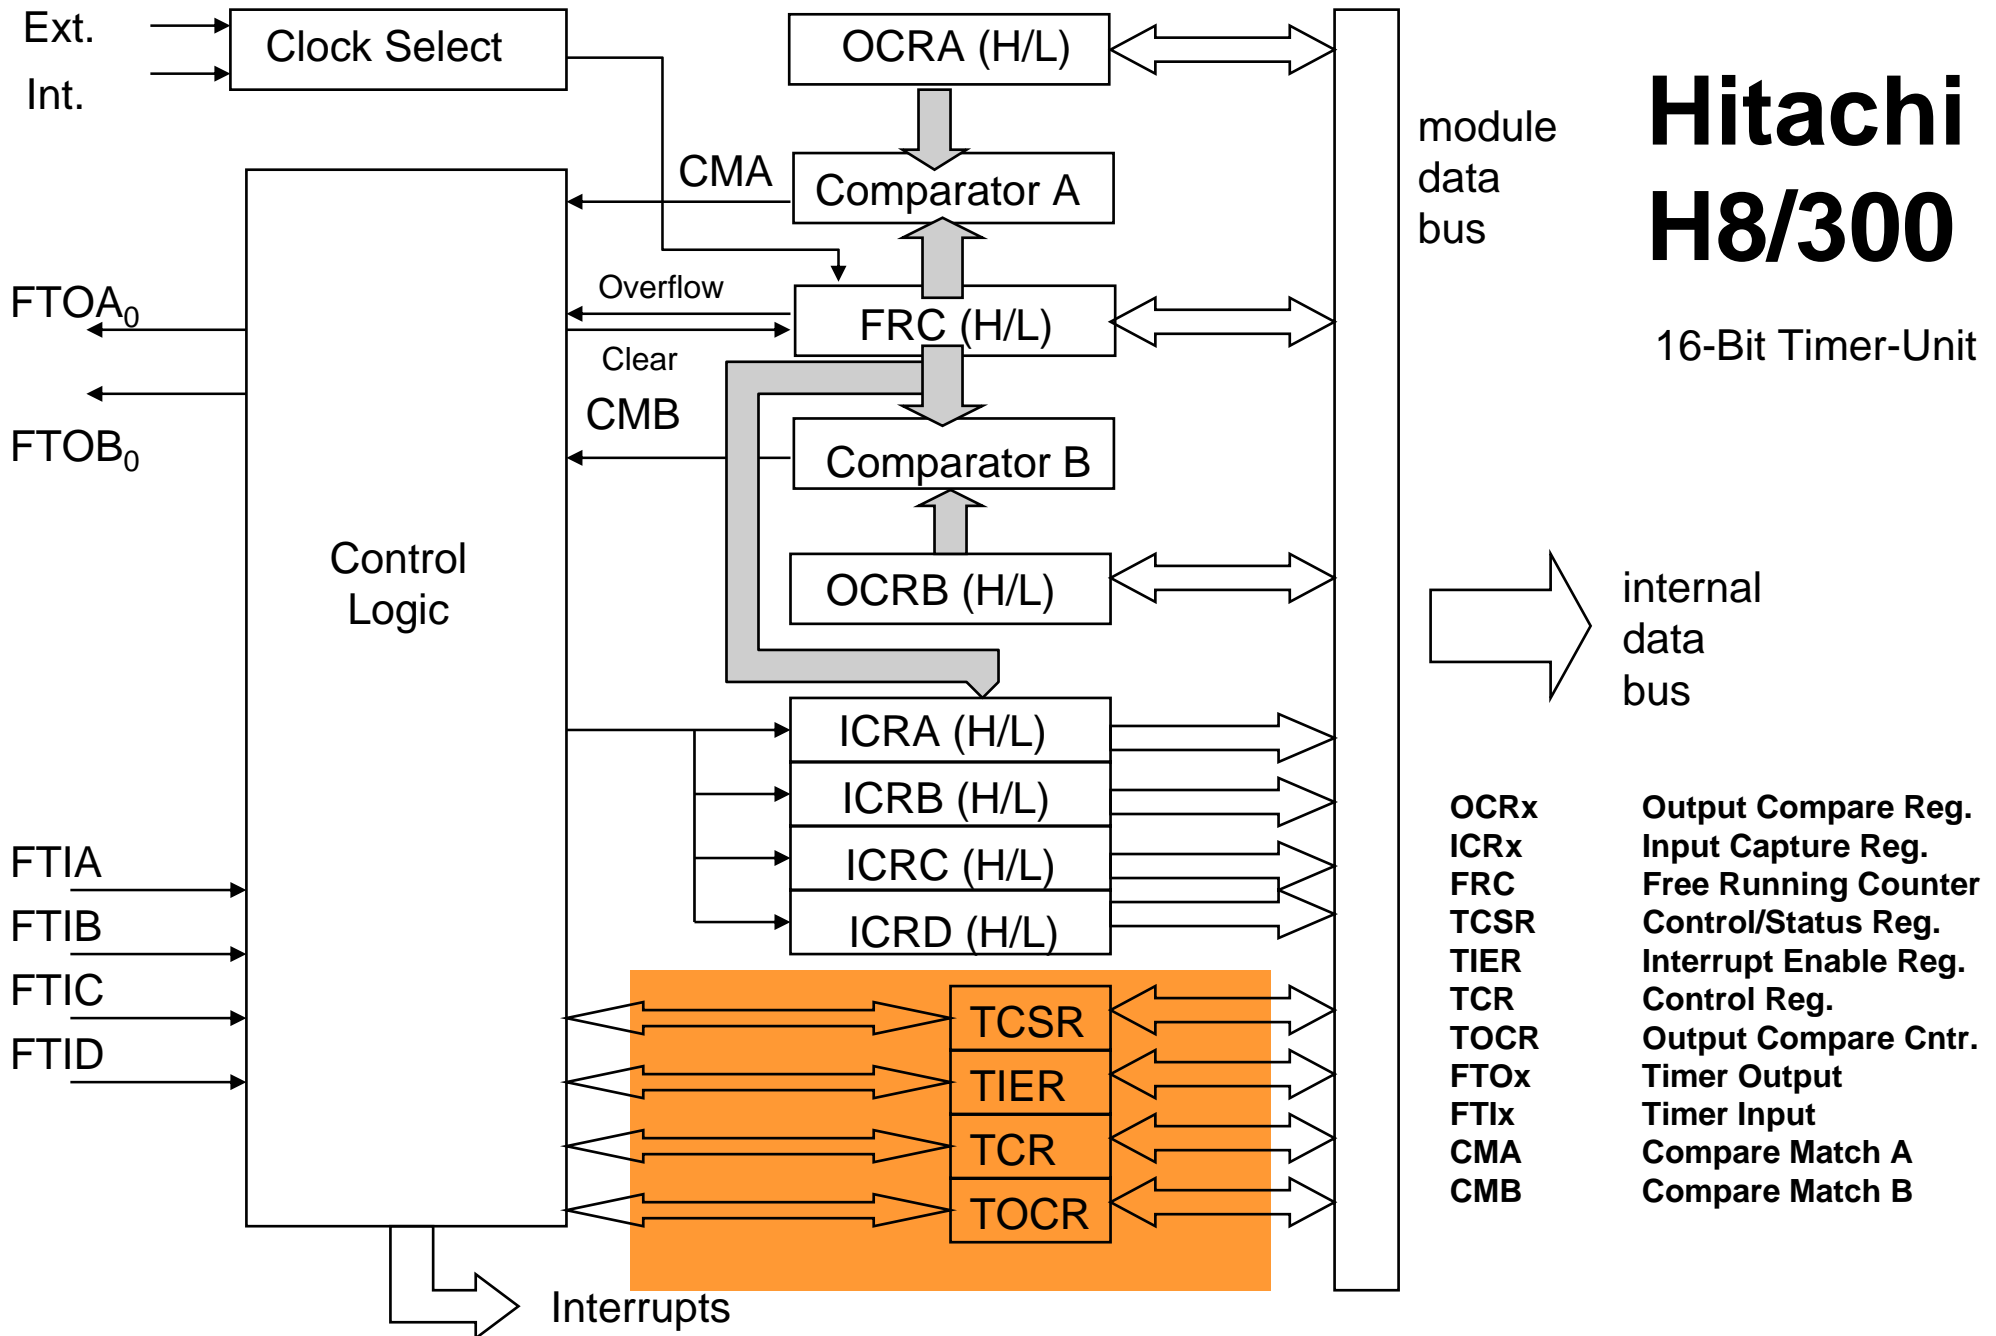 Ext.
Int.
Clock Select
OCRA (H/L)
CMA
Comparator A
module
data
bus
Hitachi
H8/300
16-Bit Timer-Unit
FTOA0
FTOB0
Overflow
Clear
FRC (H/L)
CMB
Comparator B
Control
Logic
OCRB (H/L)
internal
data
bus
ICRA (H/L)
ICRB (H/L)
ICRC (H/L)
ICRD (H/L)
FTIA
FTIB
FTIC
FTID
TCSR
TIER
TCR
TOCR
Interrupts
OCRx Output Compare Reg.
ICRx Input Capture Reg.
FRC Free Running Counter
TCSR Control/Status Reg.
TIER Interrupt Enable Reg.
TCR Control Reg.
TOCR Output Compare Cntr.
FTOx Timer Output
FTIx Timer Input
CMA Compare Match A
CMB Compare Match B